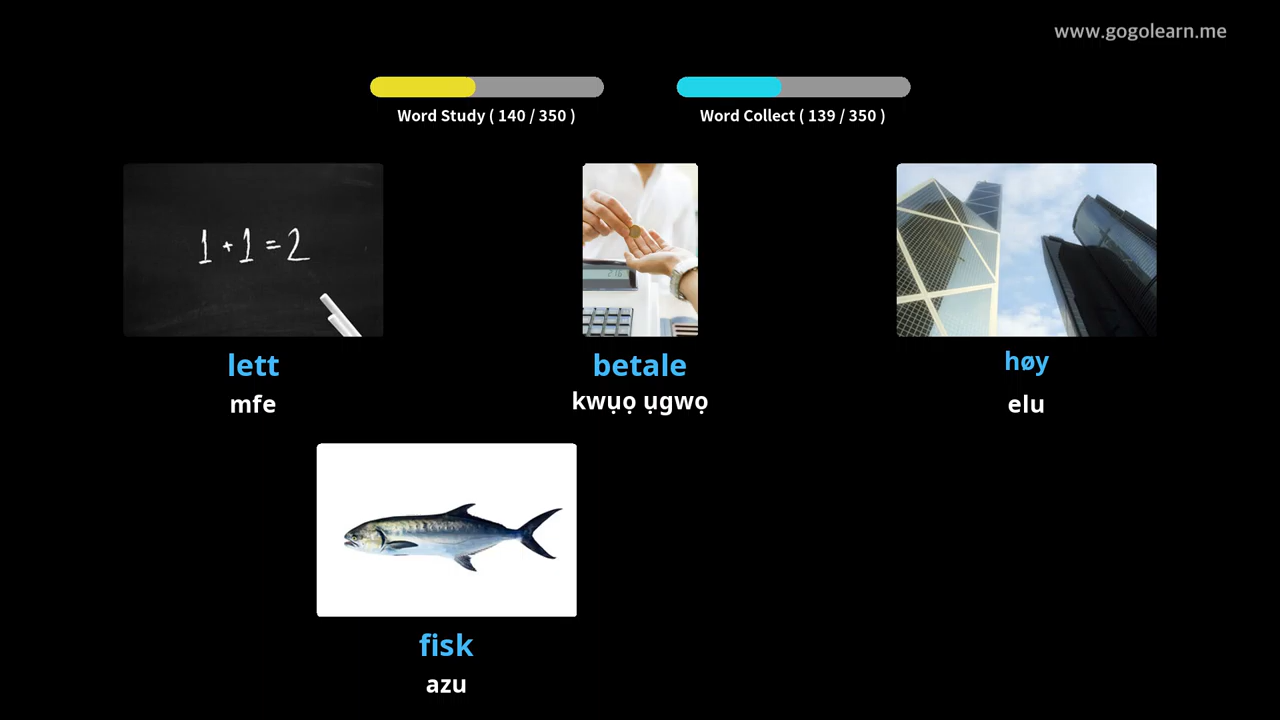 www.gogolearn.me
Word Study ( 140 / 350 )
Word Collect ( 139 / 350 )
1 + 1 = 2
lett
mfe
betale
kwụọ ụgwọ
høy
elu
fisk
azu